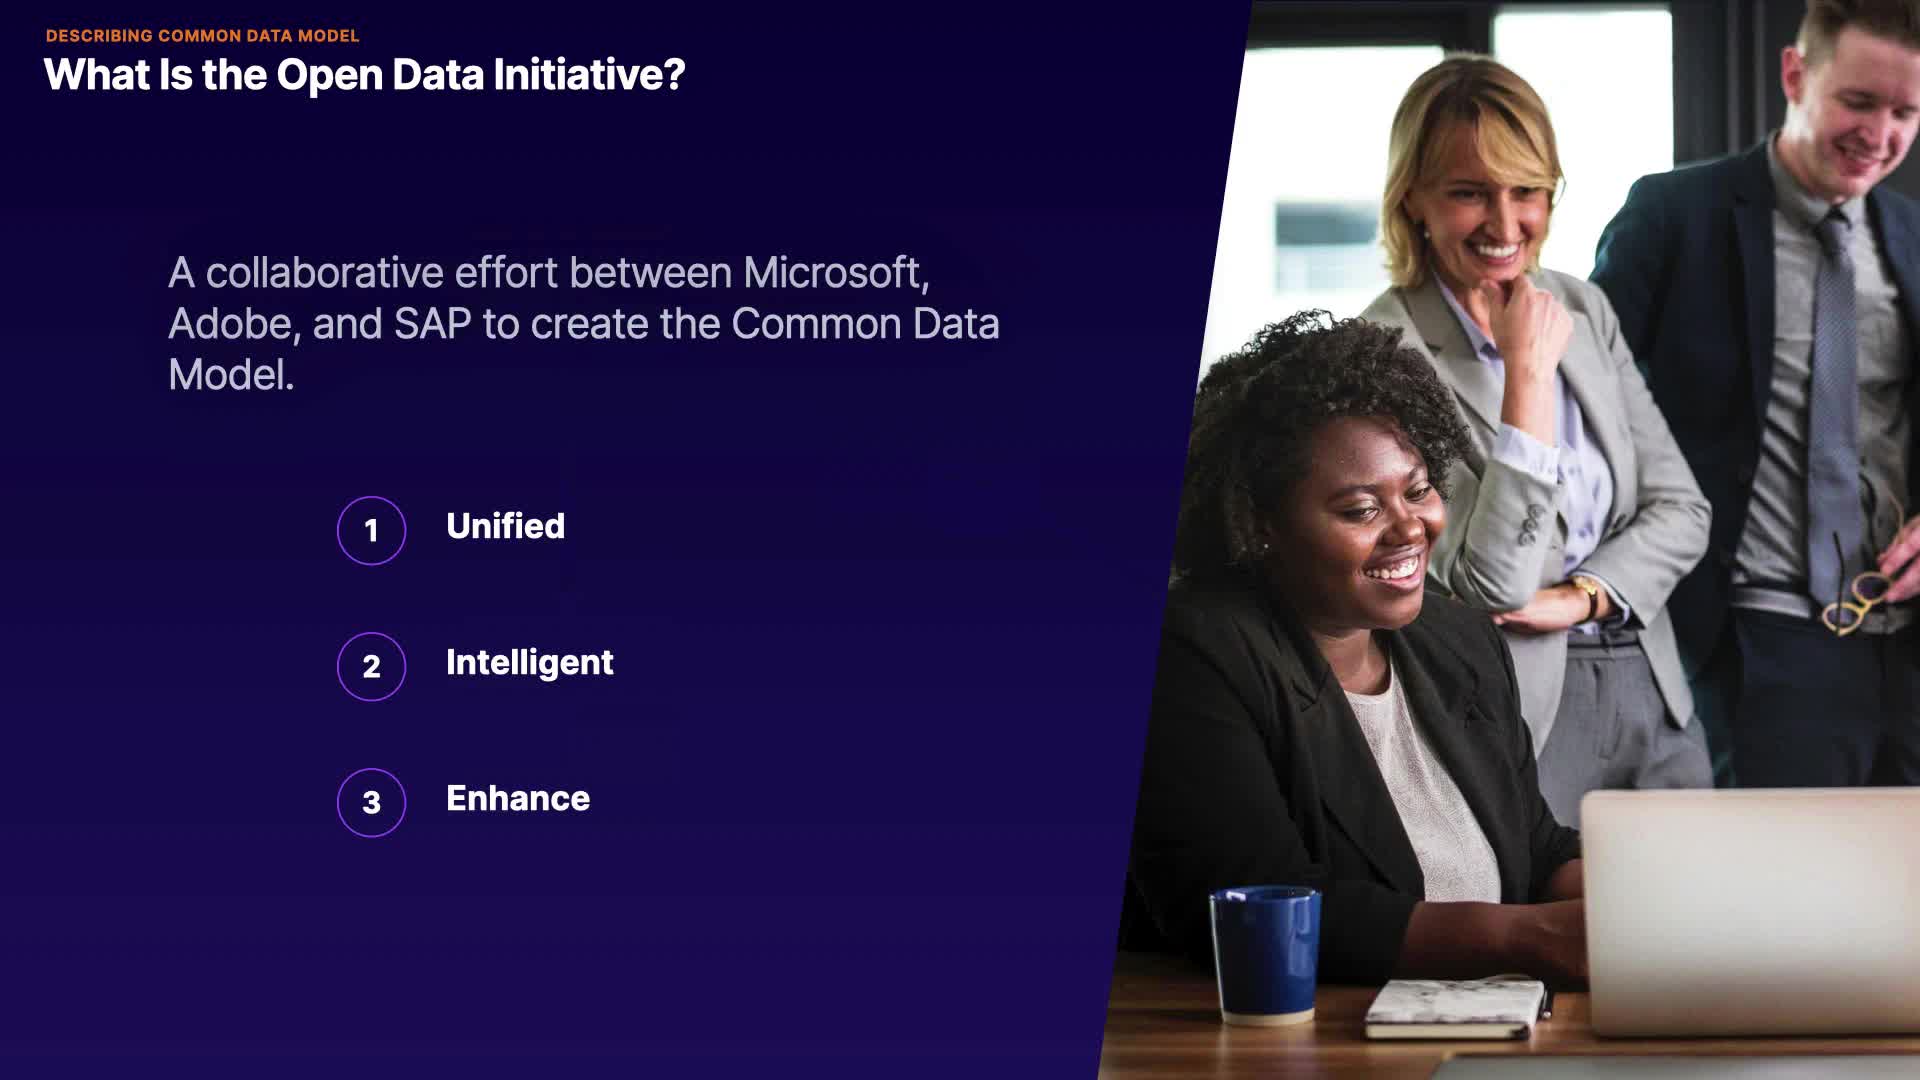 DESCRIBING COMMON DATA MODEL
What Is the Open Data Initiative?
A collaborative effort between Microsoft,
Adobe, and SAP to create the Common Data
Model.
1 Unified
2 Intelligent
3 Enhance